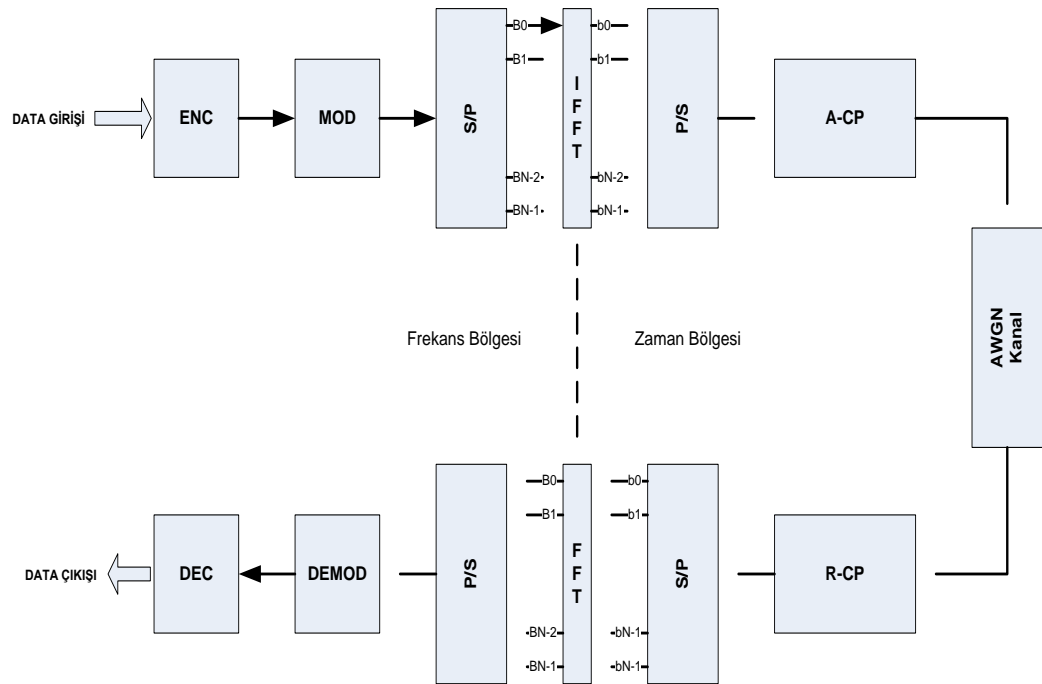 DATA GİRİŞİ
ENC
MOD
S/P
B0
B1
BN-2
BN-1
IFFT
b0
b1
bN-2
bN-1
P/S
A-CP
AWGN
Kanal
Frekans Bölgesi
Zaman Bölgesi
DATA ÇIKIŞI
DEC
DEMOD
P/S
B0
B1
BN-2
BN-1
FFT
b0
b1
bN-1
bN-1
S/P
R-CP